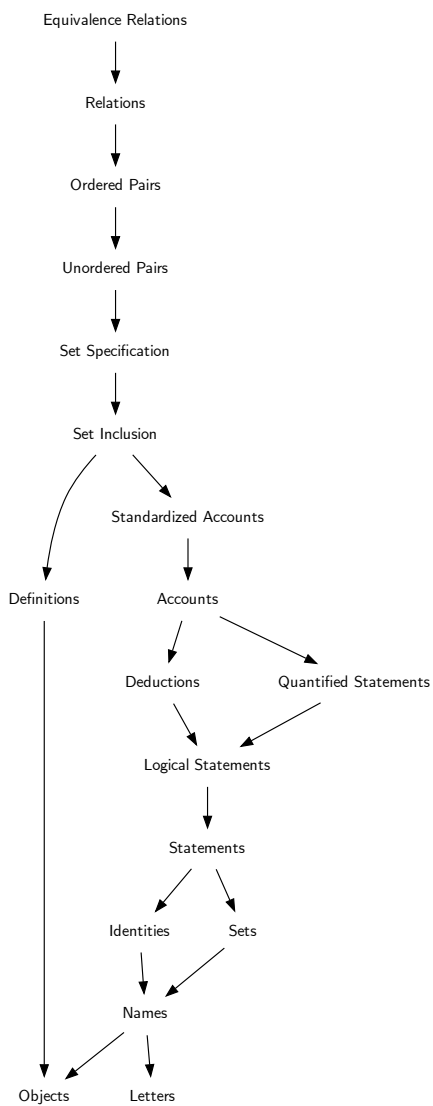 Equivalence Relations
Relations
Ordered Pairs
Unordered Pairs
Set Specification
Set Inclusion
Standardized Accounts
Definitions
Accounts
Deductions
Quantified Statements
Logical Statements
Statements
Identities
Sets
Names
Objects
Letters